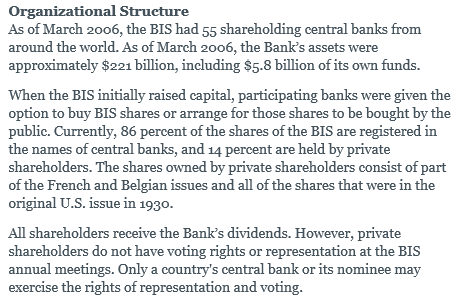 Organizational Structure
As of March 2006, the BIS had 55 shareholding central banks from
around the world. As of March 2006, the Bank's assets were
approximately $221 billion, including $5.8 billion of its own funds.
When the BIS initially raised capital, participating banks were given the
option to buy BIS shares or arrange for those shares to be bought by the
public. Currently, 86 percent of the shares of the BIS are registered in
the names of central banks, and 14 percent are held by private
shareholders. The shares owned by private shareholders consist of part
of the French and Belgian issues and all of the shares that were in the
original U.S. issue in 1930.
All shareholders receive the Bank's dividends. However, private
shareholders do not have voting rights or representation at the BIS
annual meetings. Only a country's central bank or its nominee may
exercise the rights of representation and voting.